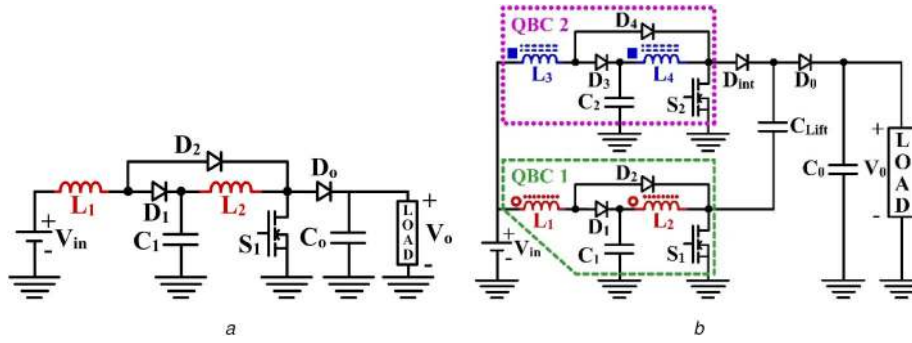 D2
Do
L1
D1
L2
+
Vin
-
C1
S1
Co
LOAD
+
Vo
-
a
QBC 2
D4
L3
D3
L4
Dint
D0
C2
S2
CLift
+
C0
V0
-
LOAD
QBC 1
D2
L1
D1
L2
+
Vin
-
C1
S1
b